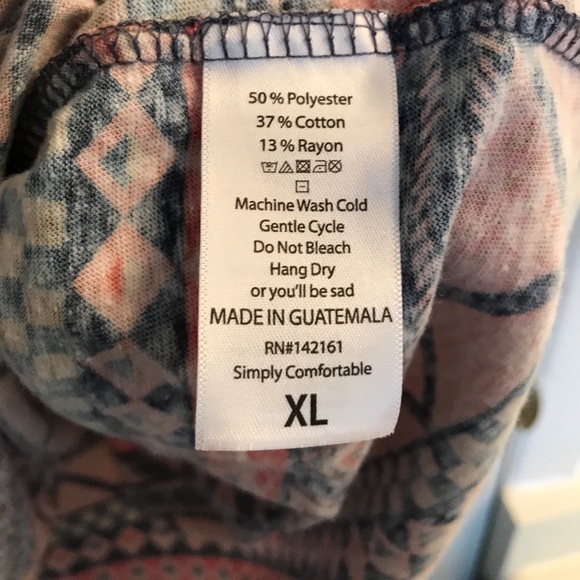 50 % Polyester
37 % Cotton
13 % Rayon
Machine Wash Cold
Gentle Cycle
Do Not Bleach
Hang Dry
or you'll be sad
MADE IN GUATEMALA
RN#142161
Simply Comfortable
XL